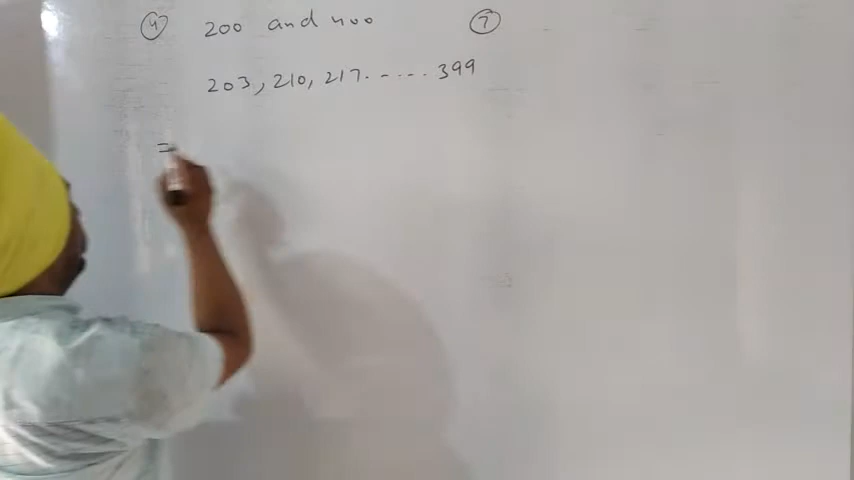 4 200 and 400 7
203, 210, 217. - - - . . 399
=